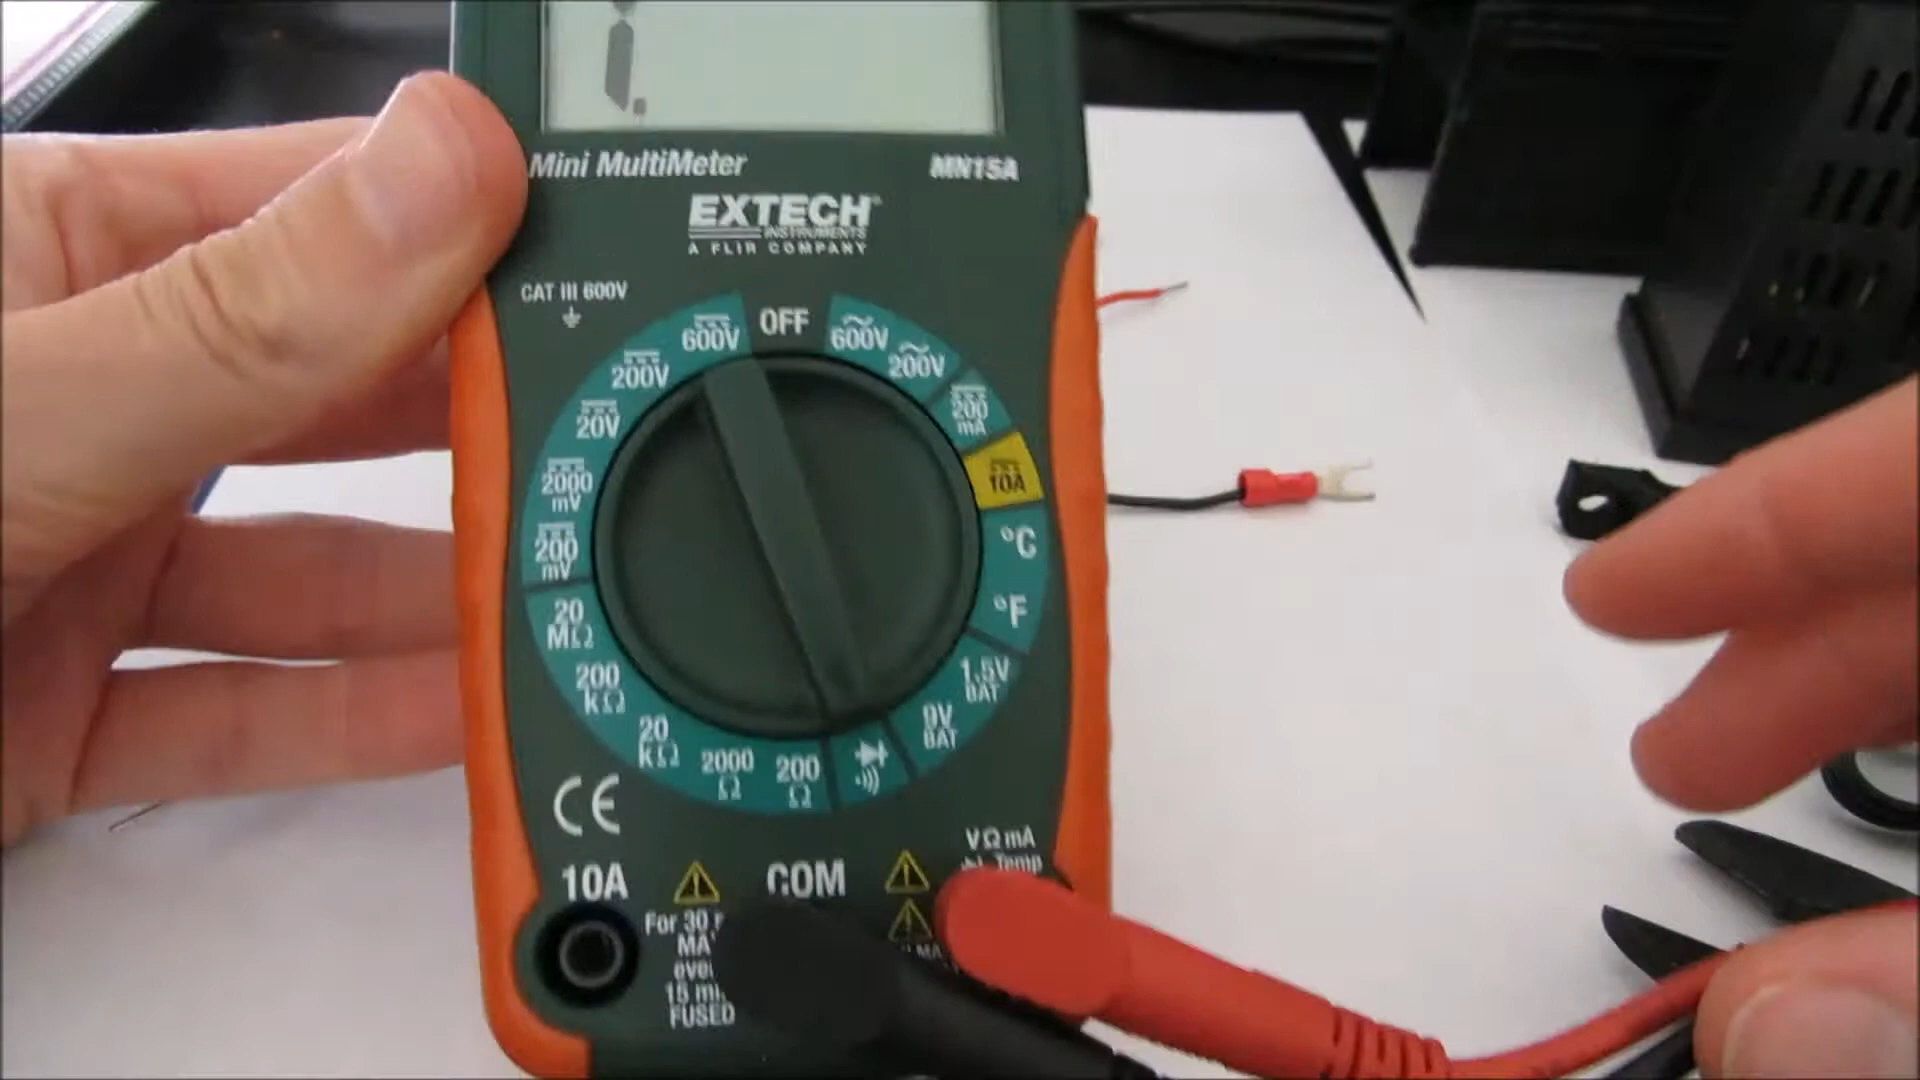 1.
Mini MultiMeter MN15A
EXTECH
INSTRUMENTS
A FLIR COMPANY
CAT III 600V
OFF
600V
200V
200
mA
10A
°C
°F
1.5V
BAT
9V
BAT
200
Ω
2000
Ω
20
kΩ
200
kΩ
20
MΩ
200
mV
2000
mV
20V
200V
600V
CE
10A
COM
VΩmA
Temp
For 30
15
FUSED